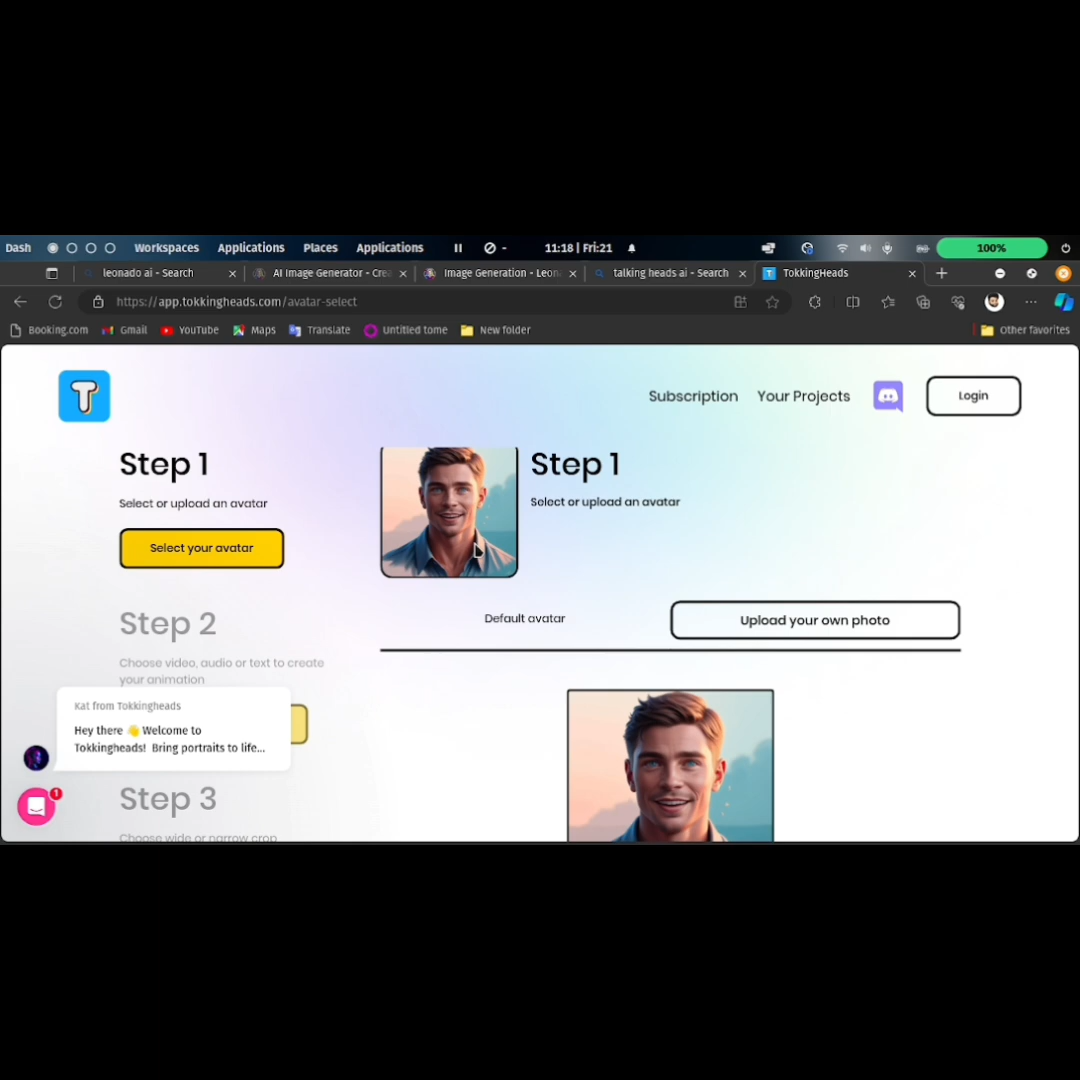 Dash Workspaces Applications Places Applications 11:18 | Fri:21 100%
leonado ai - Search AI Image Generator - Crea Image Generation - Leon talking heads ai - Search TokkingHeads
https://app.tokkingheads.com/avatar-select
Booking.com Gmail YouTube Maps Translate Untitled tome New folder Other favorites
T Subscription Your Projects Login
Step 1
Select or upload an avatar
Select your avatar
Step 2
Choose video, audio or text to create
your animation
Kat from Tokkingheads
Hey there 👋 Welcome to
Tokkingheads! Bring portraits to life...
1
Step 3
Choose wide or narrow crop
Step 1
Select or upload an avatar
Default avatar
Upload your own photo